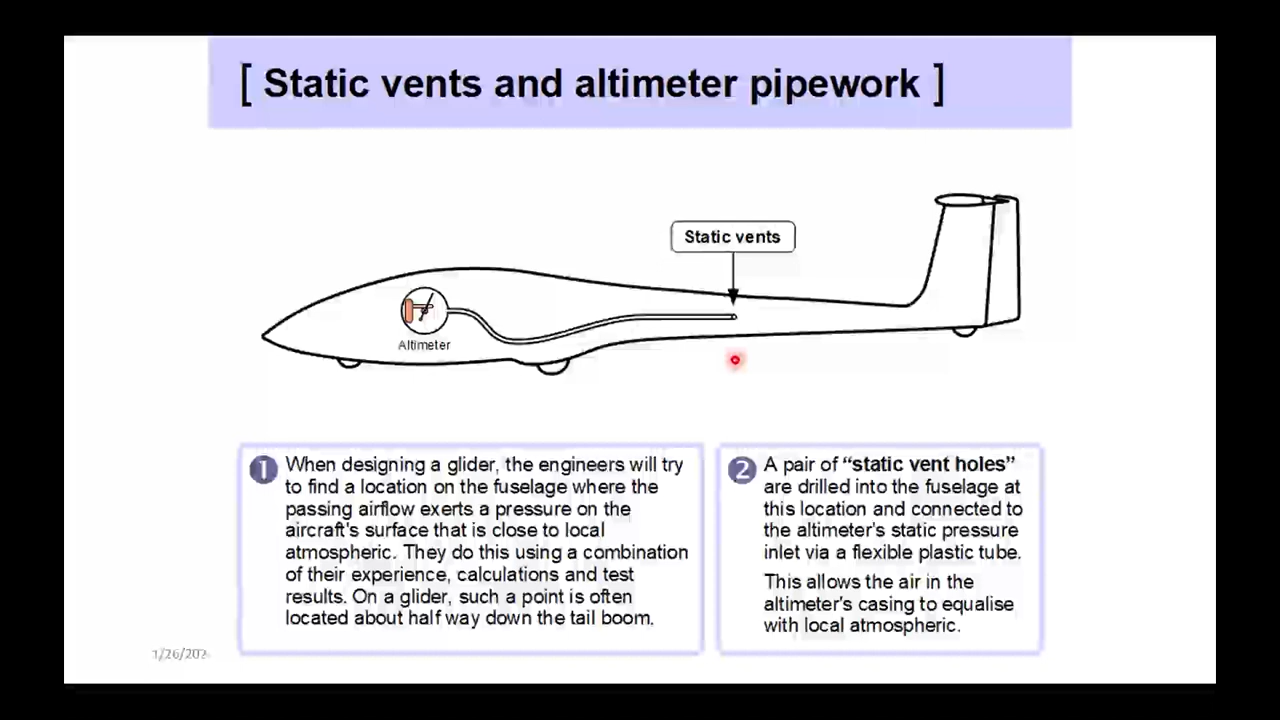 [ Static vents and altimeter pipework ]
Static vents
Altimeter
1 When designing a glider, the engineers will try
to find a location on the fuselage where the
passing airflow exerts a pressure on the
aircraft's surface that is close to local
atmospheric. They do this using a combination
of their experience, calculations and test
results. On a glider, such a point is often
located about half way down the tail boom.
2 A pair of “static vent holes”
are drilled into the fuselage at
this location and connected to
the altimeter's static pressure
inlet via a flexible plastic tube.
This allows the air in the
altimeter's casing to equalise
with local atmospheric.
1/26/202